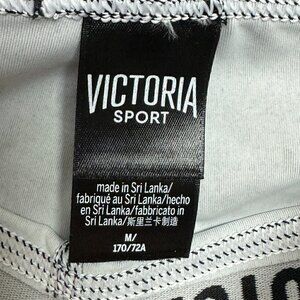 VICTORIA
SPORT
made in Sri Lanka/
fabriqué au Sri Lanka/hecho
en Sri Lanka/fabbricato in
Sri Lanka/斯里兰卡制造
M/
170/72A